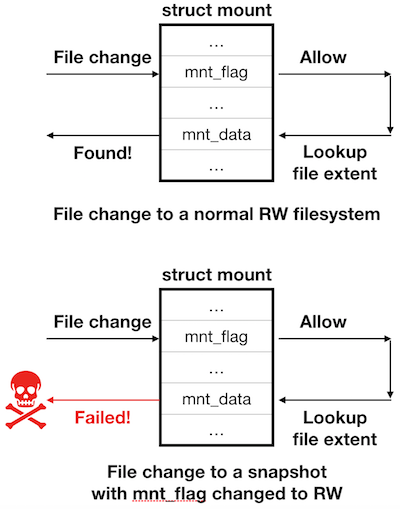 struct mount
...
File change
mnt_flag
Allow
...
mnt_data
Found!
...
Lookup
file extent
File change to a normal RW filesystem
struct mount
...
File change
mnt_flag
Allow
...
mnt_data
Failed!
...
Lookup
file extent
File change to a snapshot
with mnt_flag changed to RW